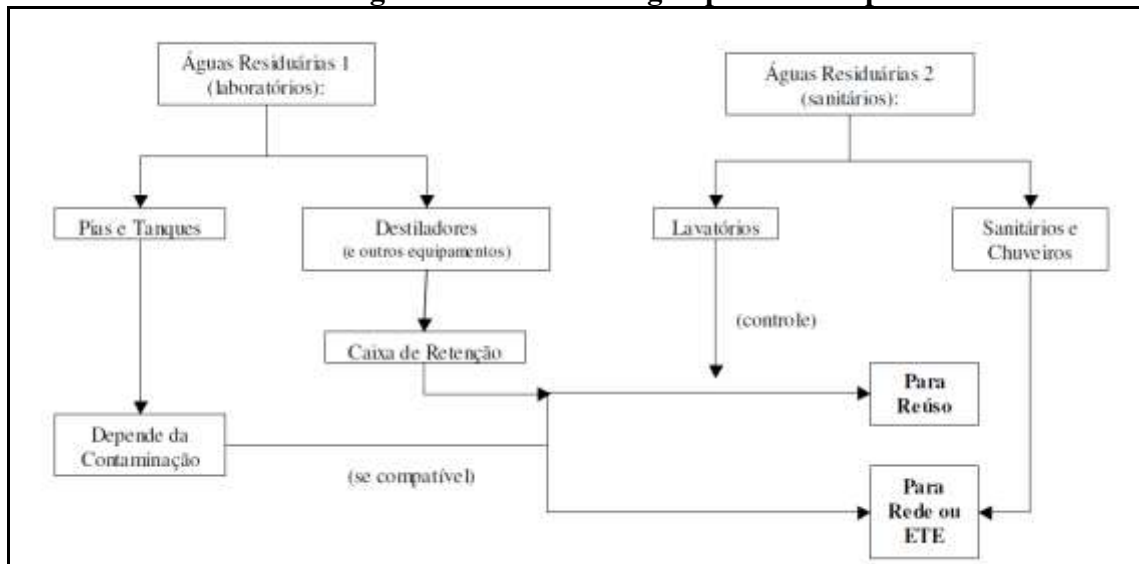 Águas Residuárias 1
(laboratórios):
Águas Residuárias 2
(sanitários):
Pias e Tanques
Destiladores
(e outros equipamentos)
Lavatórios
Sanitários e
Chuveiros
(controle)
Caixa de Retenção
Para
Reúso
Depende da
Contaminação
(se compatível)
Para
Rede ou
ETE